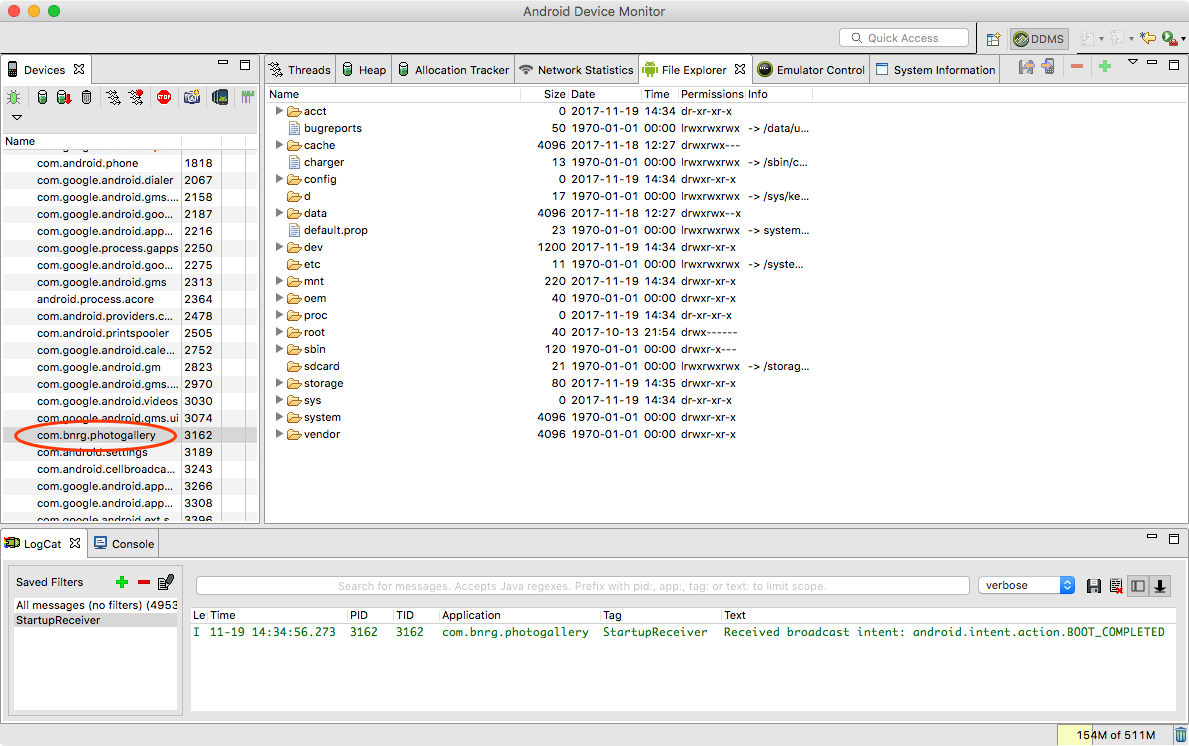 Android Device Monitor
Quick Access
DDMS
Devices
Threads
Heap
Allocation Tracker
Network Statistics
File Explorer
Emulator Control
System Information
Name
com.android.phone 1818
com.google.android.dialer 2067
com.google.android.gms.... 2158
com.google.android.goo... 2187
com.google.android.app... 2216
com.google.process.gapps 2250
com.google.android.goo... 2275
com.google.android.gms 2313
android.process.acore 2364
com.android.providers.c... 2478
com.android.printspooler 2505
com.google.android.cale... 2752
com.google.android.gm 2823
com.google.android.gms.... 2970
com.google.android.videos 3030
com.google.android.gms.ui 3074
com.bnrg.photogallery 3162
com.android.settings 3189
com.android.cellbroadca... 3243
com.google.android.app... 3266
com.google.android.app... 3308
com.google.android.ext.s... 3396
Name Size Date Time Permissions Info
acct 0 2017-11-19 14:34 dr-xr-xr-x
bugreports 50 1970-01-01 00:00 lrwxrwxrwx -> /data/u...
cache 4096 2017-11-18 12:27 drwxrwx---
charger 13 1970-01-01 00:00 lrwxrwxrwx -> /sbin/c...
config 0 2017-11-19 14:34 drwxr-xr-x
d 17 1970-01-01 00:00 lrwxrwxrwx -> /sys/ke...
data 4096 2017-11-18 12:27 drwxrwx--x
default.prop 23 1970-01-01 00:00 lrwxrwxrwx -> system...
dev 1200 2017-11-19 14:34 drwxr-xr-x
etc 11 1970-01-01 00:00 lrwxrwxrwx -> /syste...
mnt 220 2017-11-19 14:34 drwxr-xr-x
oem 40 1970-01-01 00:00 drwxr-xr-x
proc 0 2017-11-19 14:34 dr-xr-xr-x
root 40 2017-10-13 21:54 drwx------
sbin 120 1970-01-01 00:00 drwxr-x---
sdcard 21 1970-01-01 00:00 lrwxrwxrwx -> /storag...
storage 80 2017-11-19 14:35 drwxr-xr-x
sys 0 2017-11-19 14:34 dr-xr-xr-x
system 4096 1970-01-01 00:00 drwxr-xr-x
vendor 4096 1970-01-01 00:00 drwxr-xr-x
LogCat
Console
Saved Filters
All messages (no filters) (4953
StartupReceiver
Search for messages. Accepts Java regexes. Prefix with pid:, app:, tag: or text: to limit scope.
verbose
Le Time PID TID Application Tag Text
I 11-19 14:34:56.273 3162 3162 com.bnrg.photogallery StartupReceiver Received broadcast intent: android.intent.action.BOOT_COMPLETED
154M of 511M